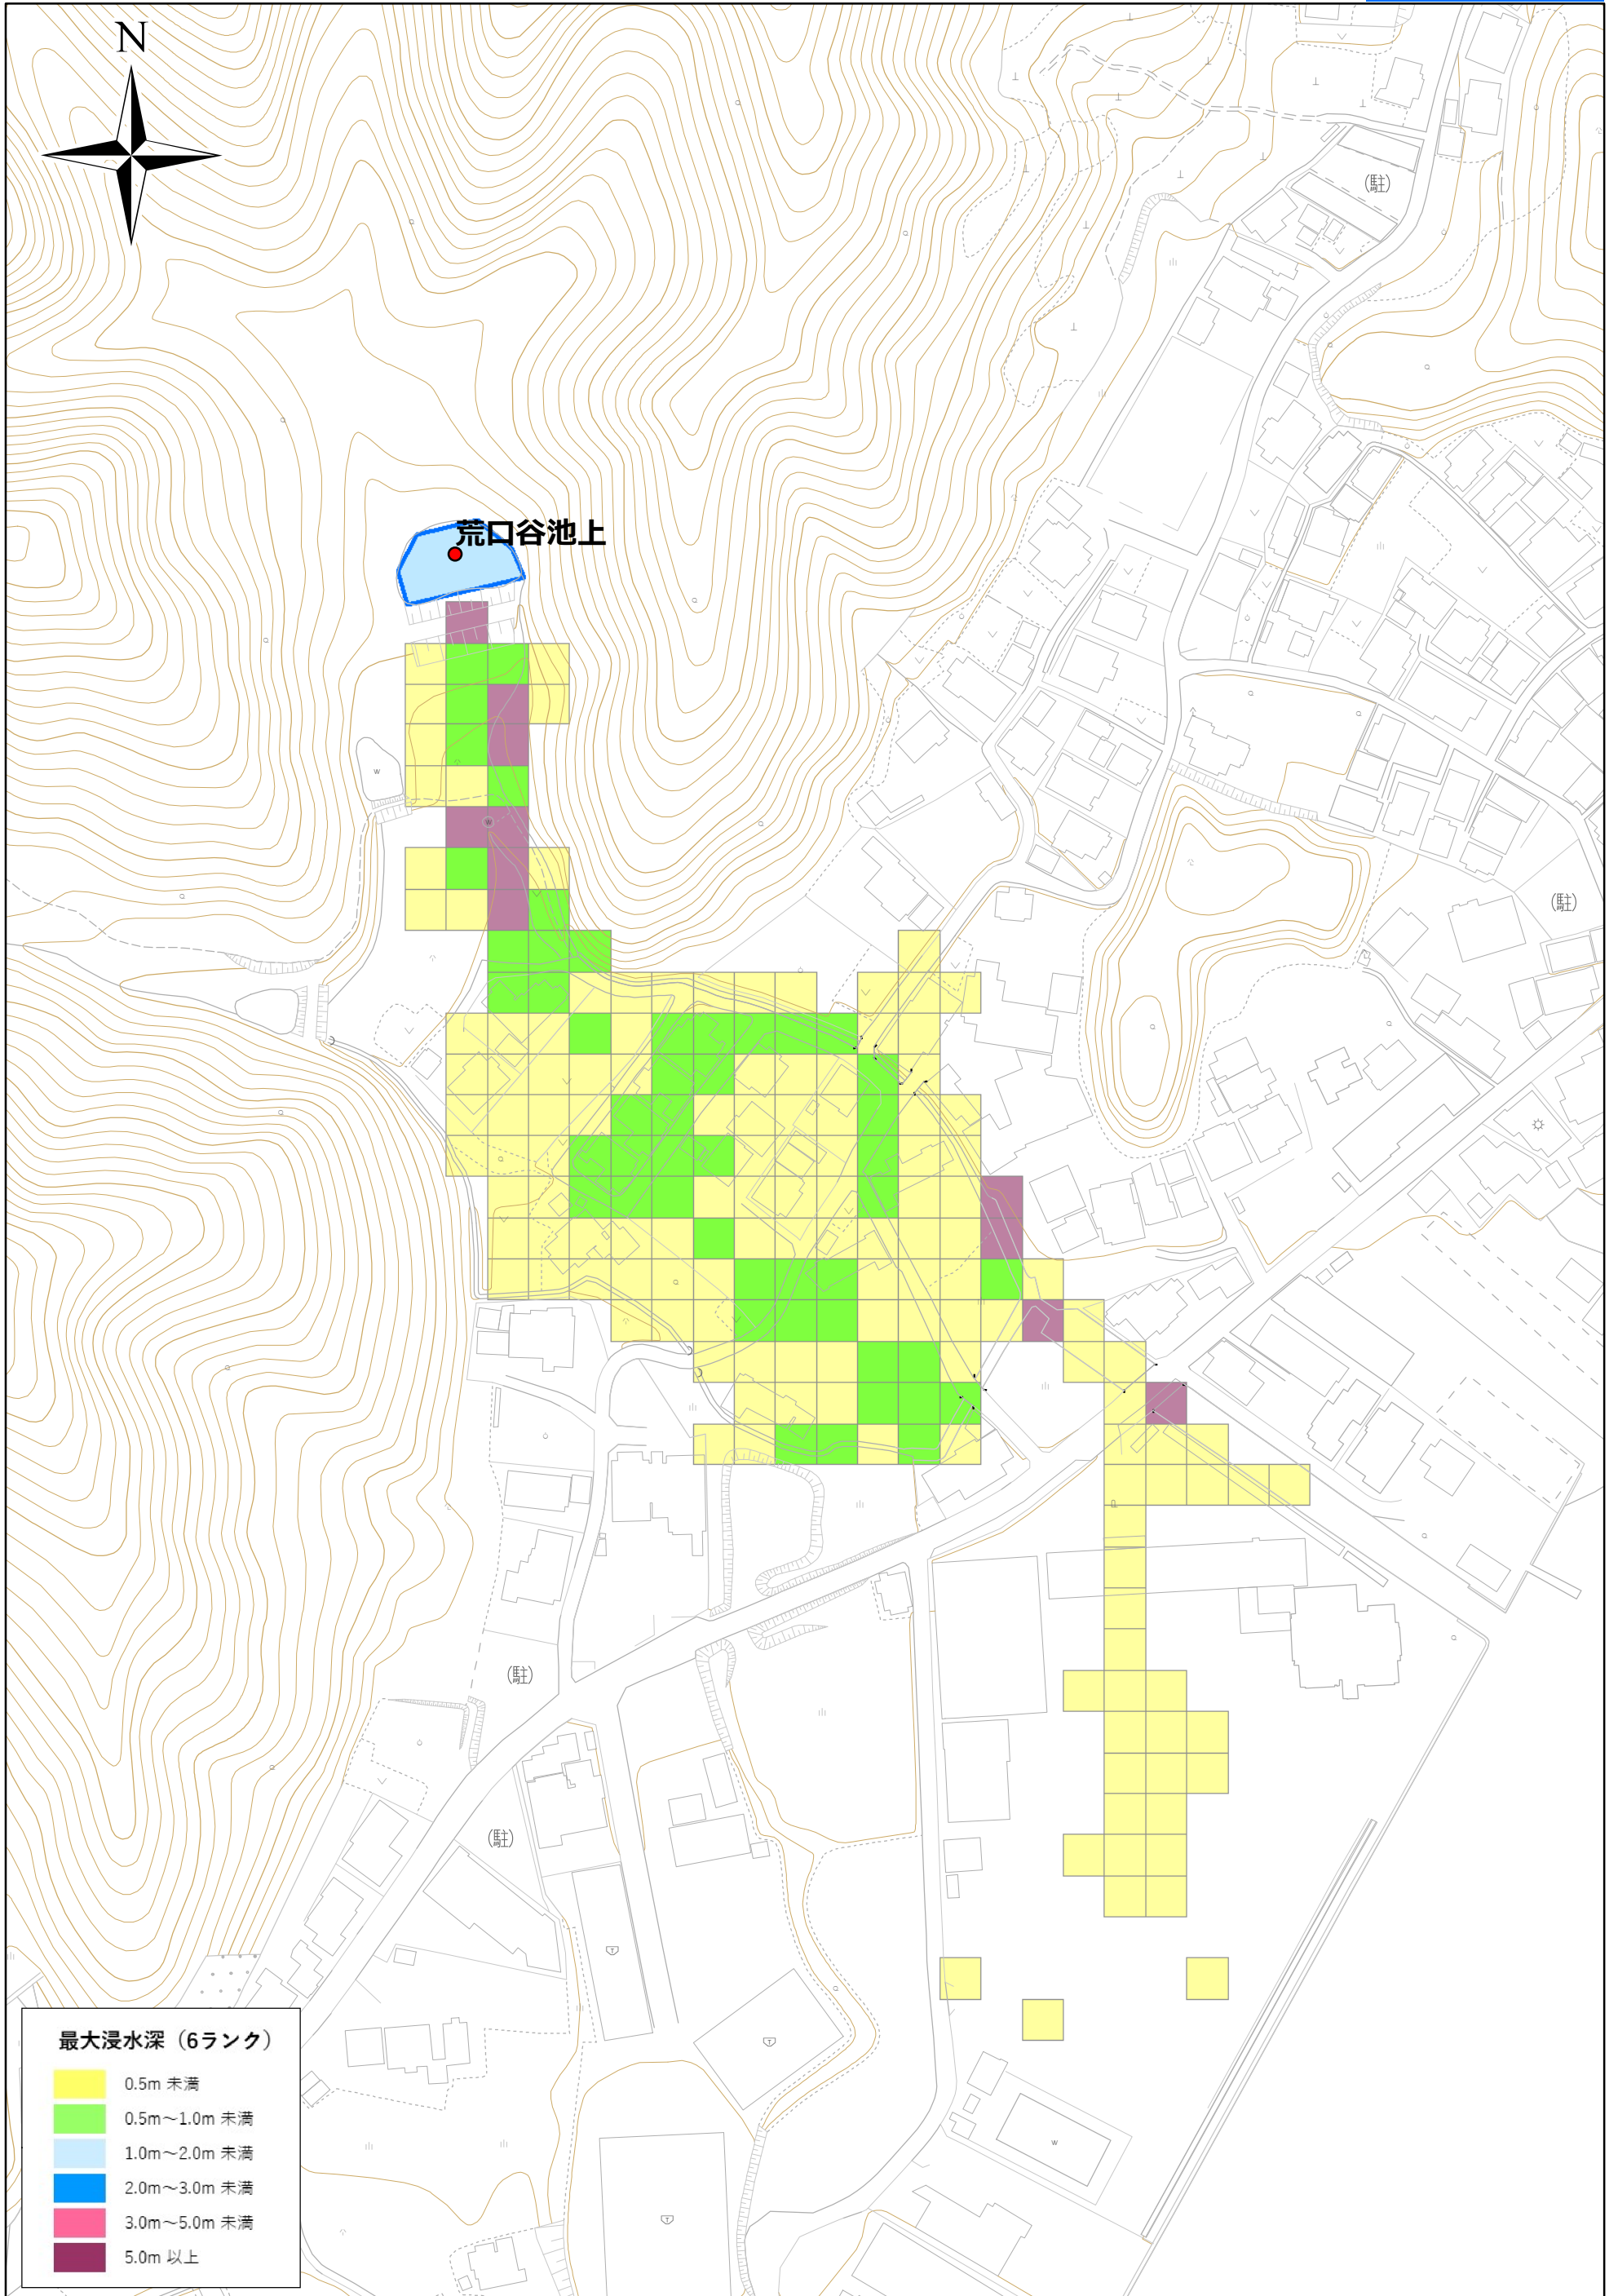 N
(駐)
荒口谷池上
W
W
(駐)
(駐)
(駐)
T
T
W
T
最大浸水深（6ランク）
0.5m 未満
0.5m～1.0m 未満
1.0m～2.0m 未満
2.0m～3.0m 未満
3.0m～5.0m 未満
5.0m 以上